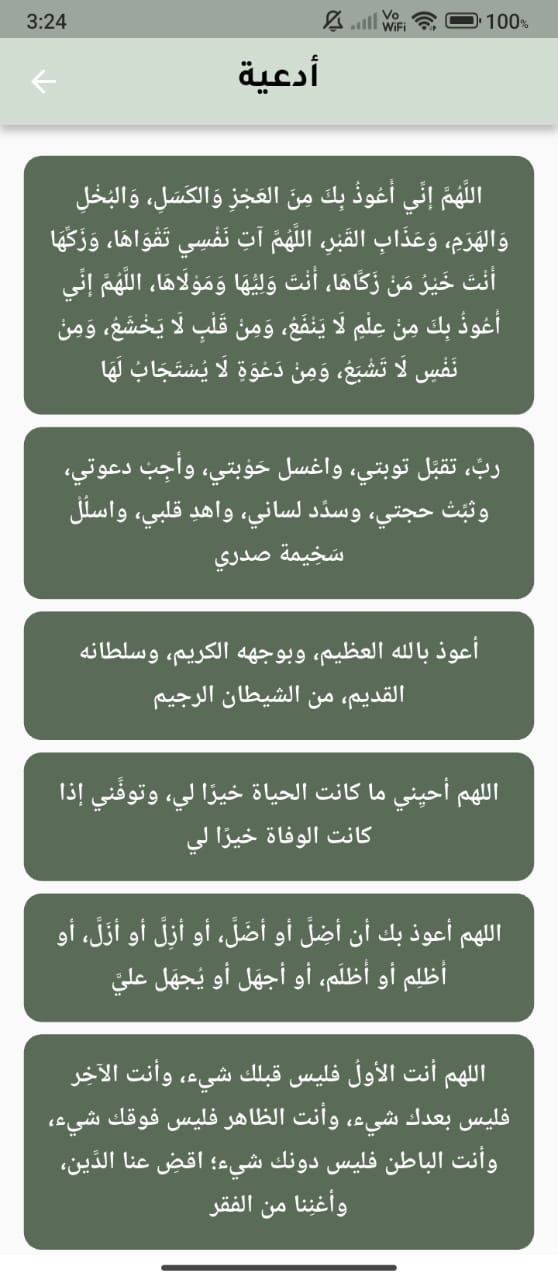 3:24
Vo
WiFi
100%
أدعية
اللَّهُمَّ إِنِّي أَعُوذُ بِكَ مِنَ العَجْزِ وَالكَسَلِ، وَالبُخْلِ
وَالهَرَمِ، وَعَذَابِ القَبْرِ، اللَّهُمَّ آتِ نَفْسِي تَقْوَاهَا، وَزَكِّهَا
أَنْتَ خَيْرُ مَنْ زَكَّاهَا، أَنْتَ وَلِيُّهَا وَمَوْلَاهَا، اللَّهُمَّ إِنِّي
أَعُوذُ بِكَ مِنْ عِلْمٍ لَا يَنْفَعُ، وَمِنْ قَلْبٍ لَا يَخْشَعُ، وَمِنْ
نَفْسٍ لَا تَشْبَعُ، وَمِنْ دَعْوَةٍ لَا يُسْتَجَابُ لَهَا
ربِّ، تقبَّل توبتي، واغسل حَوْبتي، وأجِبْ دعوتي،
وثبِّتْ حجتي، وسدِّد لساني، واهدِ قلبي، واسلُلْ
سَخِيمة صدري
أعوذ بالله العظيم، وبوجهه الكريم، وسلطانه
القديم، من الشيطان الرجيم
اللهم أحيِني ما كانت الحياة خيرًا لي، وتوفَّني إذا
كانت الوفاة خيرًا لي
اللهم أعوذ بك أن أضِلَّ أو أضَلَّ، أو أزِلَّ أو أزَلَّ، أو
أظلِم أو أُظلَم، أو أجهَل أو يُجهَل عليَّ
اللهم أنت الأولُ فليس قبلك شيء، وأنت الآخِر
فليس بعدك شيء، وأنت الظاهر فليس فوقك شيء،
وأنت الباطن فليس دونك شيء؛ اقضِ عنا الدَّين،
وأغنِنا من الفقر